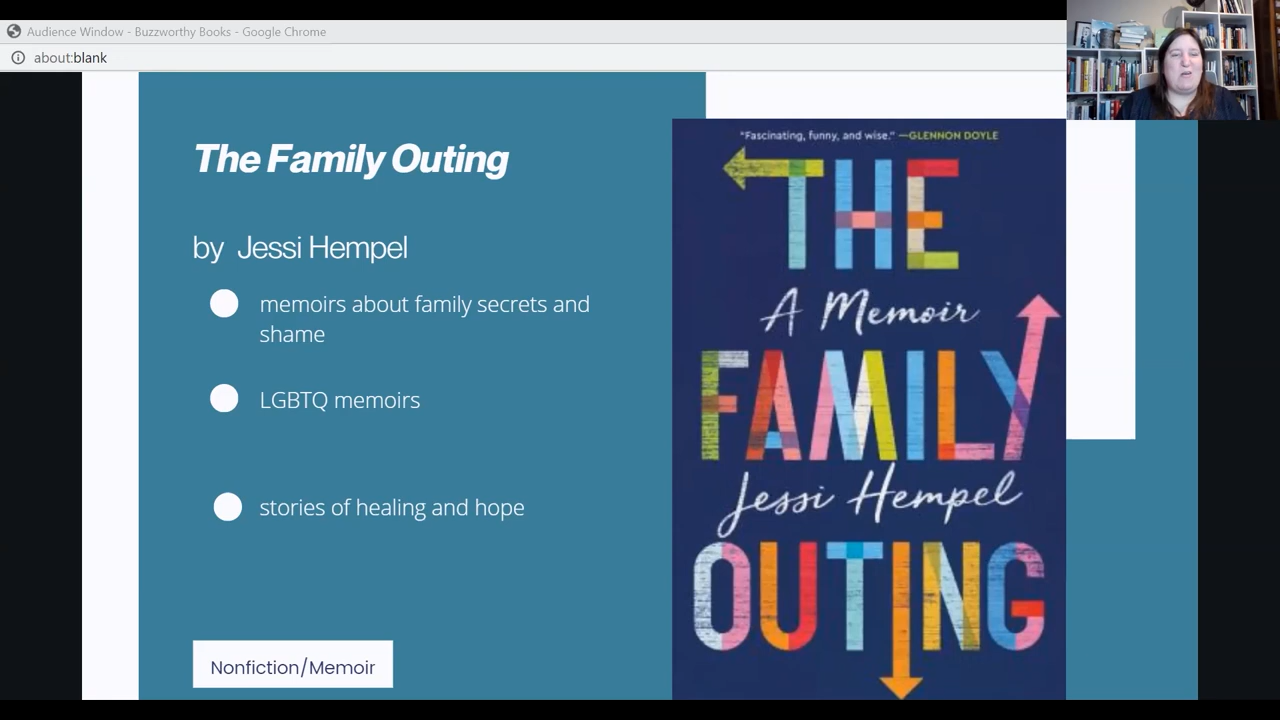 Audience Window - Buzzworthy Books - Google Chrome
about:blank
The Family Outing
by Jessi Hempel
memoirs about family secrets and
shame
LGBTQ memoirs
stories of healing and hope
Nonfiction/Memoir
"Fascinating, funny, and wise." —GLENNON DOYLE
THE
A Memoir
FAMILY
Jessi Hempel
OUTING